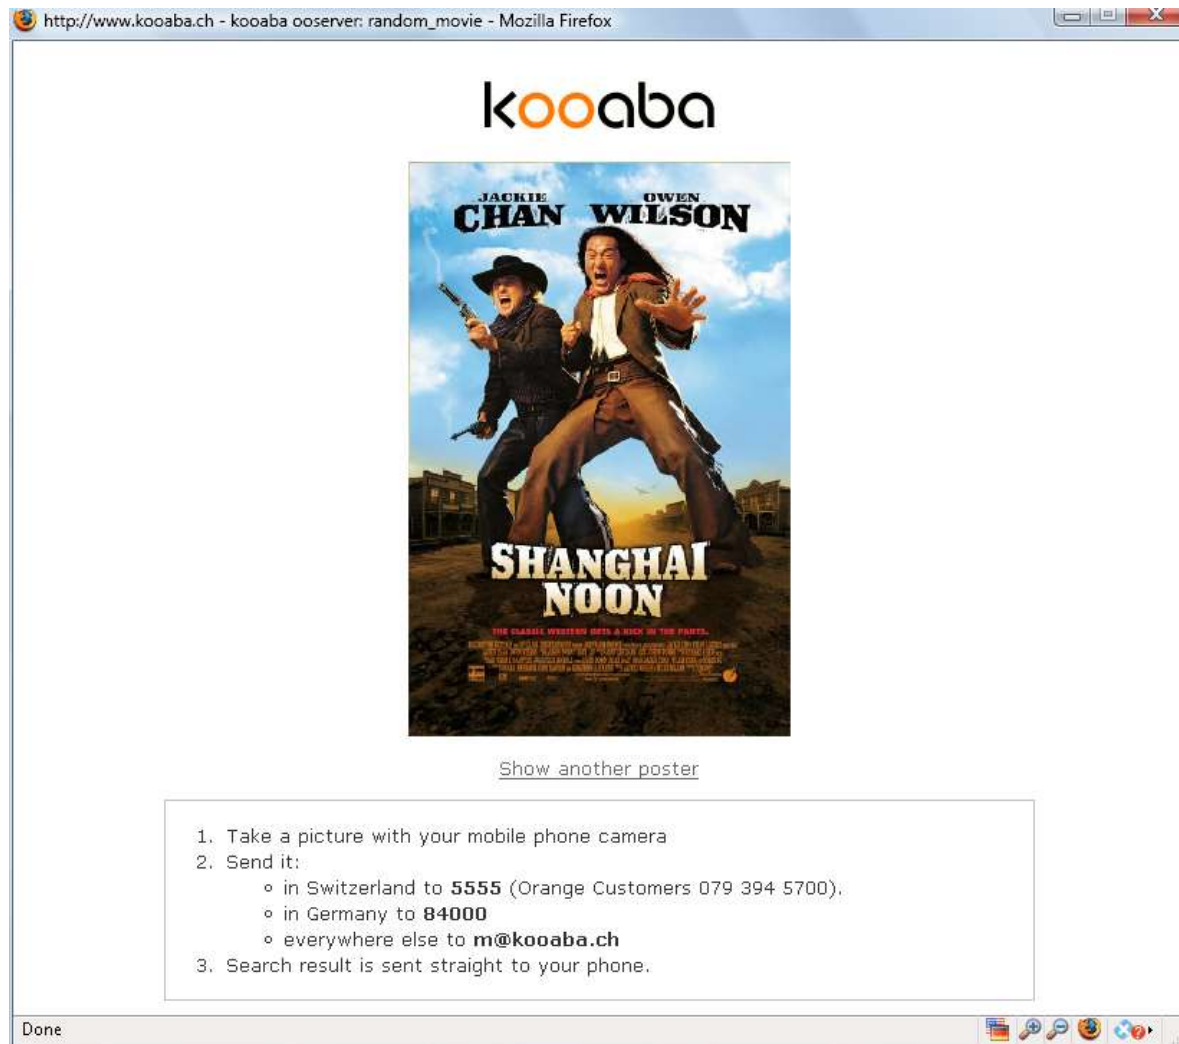 http://www.kooaba.ch - kooaba ooserver: random_movie - Mozilla Firefox
kooaba
JACKIE CHAN OWEN WILSON
SHANGHAI
NOON
THE CLASSIC WESTERN GETS A KICK IN THE PANTS.
Show another poster
1. Take a picture with your mobile phone camera
2. Send it:
in Switzerland to 5555 (Orange Customers 079 394 5700).
in Germany to 84000
everywhere else to m@kooaba.ch
3. Search result is sent straight to your phone.
Done